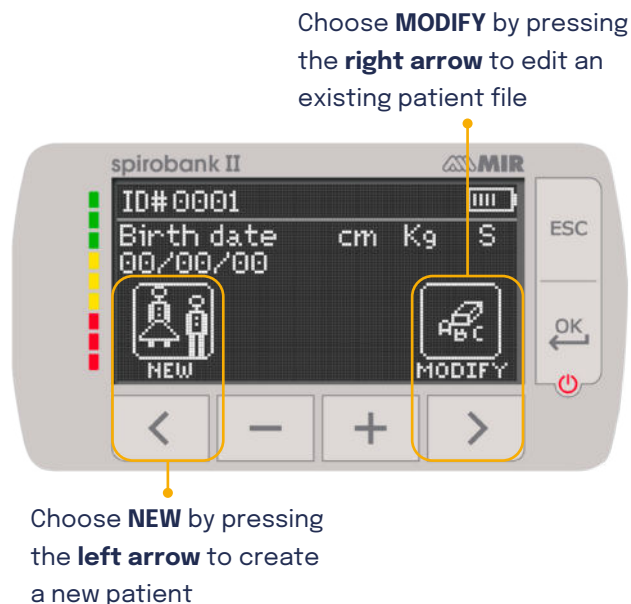 Choose MODIFY by pressing
the right arrow to edit an
existing patient file
spirobank II MIR
ID#0001
Birth date cm Kg S
00/00/00
ABC
NEW MODIFY
ESC
OK
< - + >
Choose NEW by pressing
the left arrow to create
a new patient